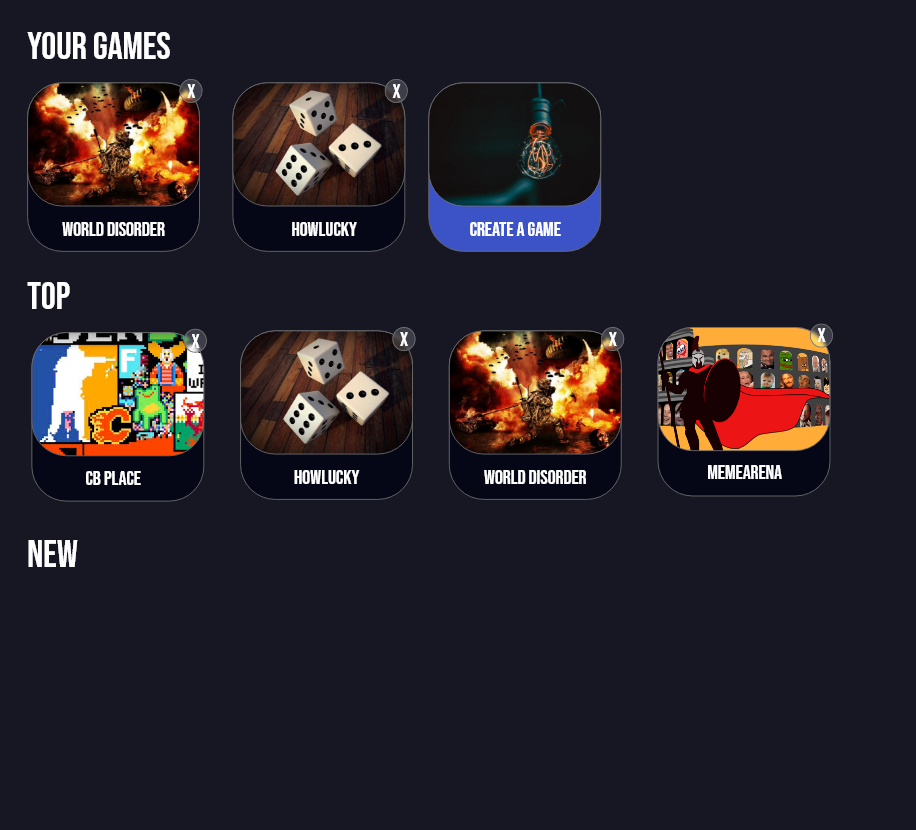 YOUR GAMES
X
X
WORLD DISORDER
HOWLUCKY
CREATE A GAME
TOP
X
X
X
X
F
C
CB PLACE
HOWLUCKY
WORLD DISORDER
MEMEARENA
NEW